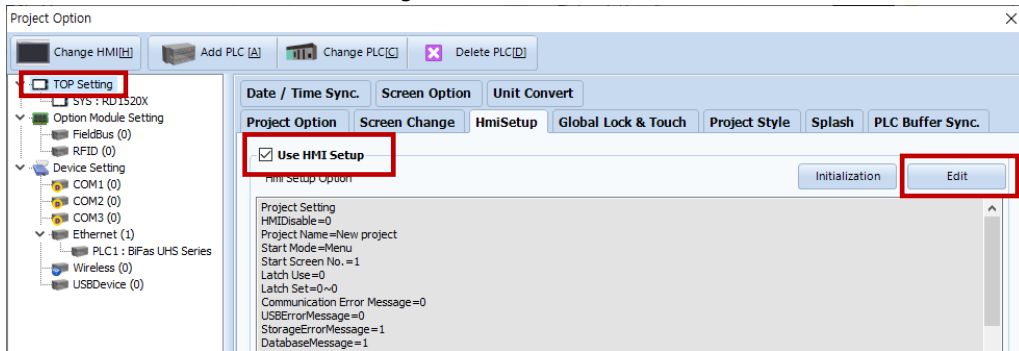 Project Option
Change HMI[H]
Add PLC [A]
Change PLC[C]
Delete PLC[D]
TOP Setting
SYS : RD1520X
Option Module Setting
FieldBus (0)
RFID (0)
Device Setting
COM1 (0)
COM2 (0)
COM3 (0)
Ethernet (1)
PLC1 : BiFas UHS Series
Wireless (0)
USBDevice (0)
Date / Time Sync.
Screen Option
Unit Convert
Project Option
Screen Change
HmiSetup
Global Lock & Touch
Project Style
Splash
PLC Buffer Sync.
Use HMI Setup
Hmi Setup Option
Initialization
Edit
Project Setting
HMIDisable=0
Project Name=New project
Start Mode=Menu
Start Screen No.=1
Latch Use=0
Latch Set=0~0
Communication Error Message=0
USBErrorMessage=0
StorageErrorMessage=1
DatabaseMessage=1